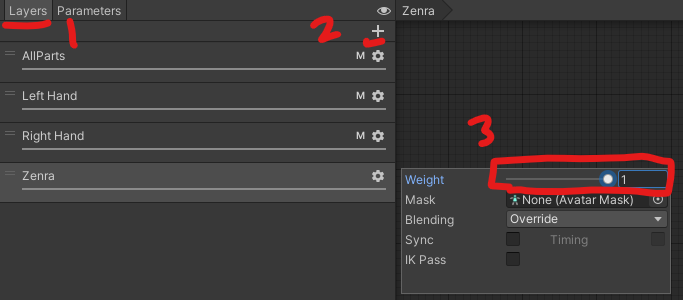 Layers Parameters
Zenra
1
2
AllParts M
Left Hand M
Right Hand M
3
Zenra
Weight 1
Mask None (Avatar Mask)
Blending Override
Sync Timing
IK Pass